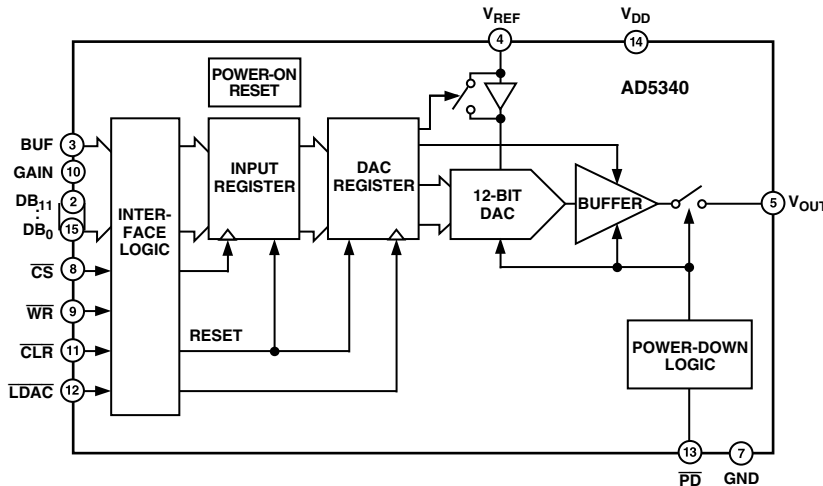 VREF
VDD
4
14
POWER-ON
RESET
AD5340
BUF
3
GAIN
10
DB11
2
DB0
15
CS
8
WR
9
CLR
11
LDAC
12
INTER-
FACE
LOGIC
INPUT
REGISTER
DAC
REGISTER
12-BIT
DAC
BUFFER
5
VOUT
RESET
POWER-DOWN
LOGIC
13
7
PD
GND